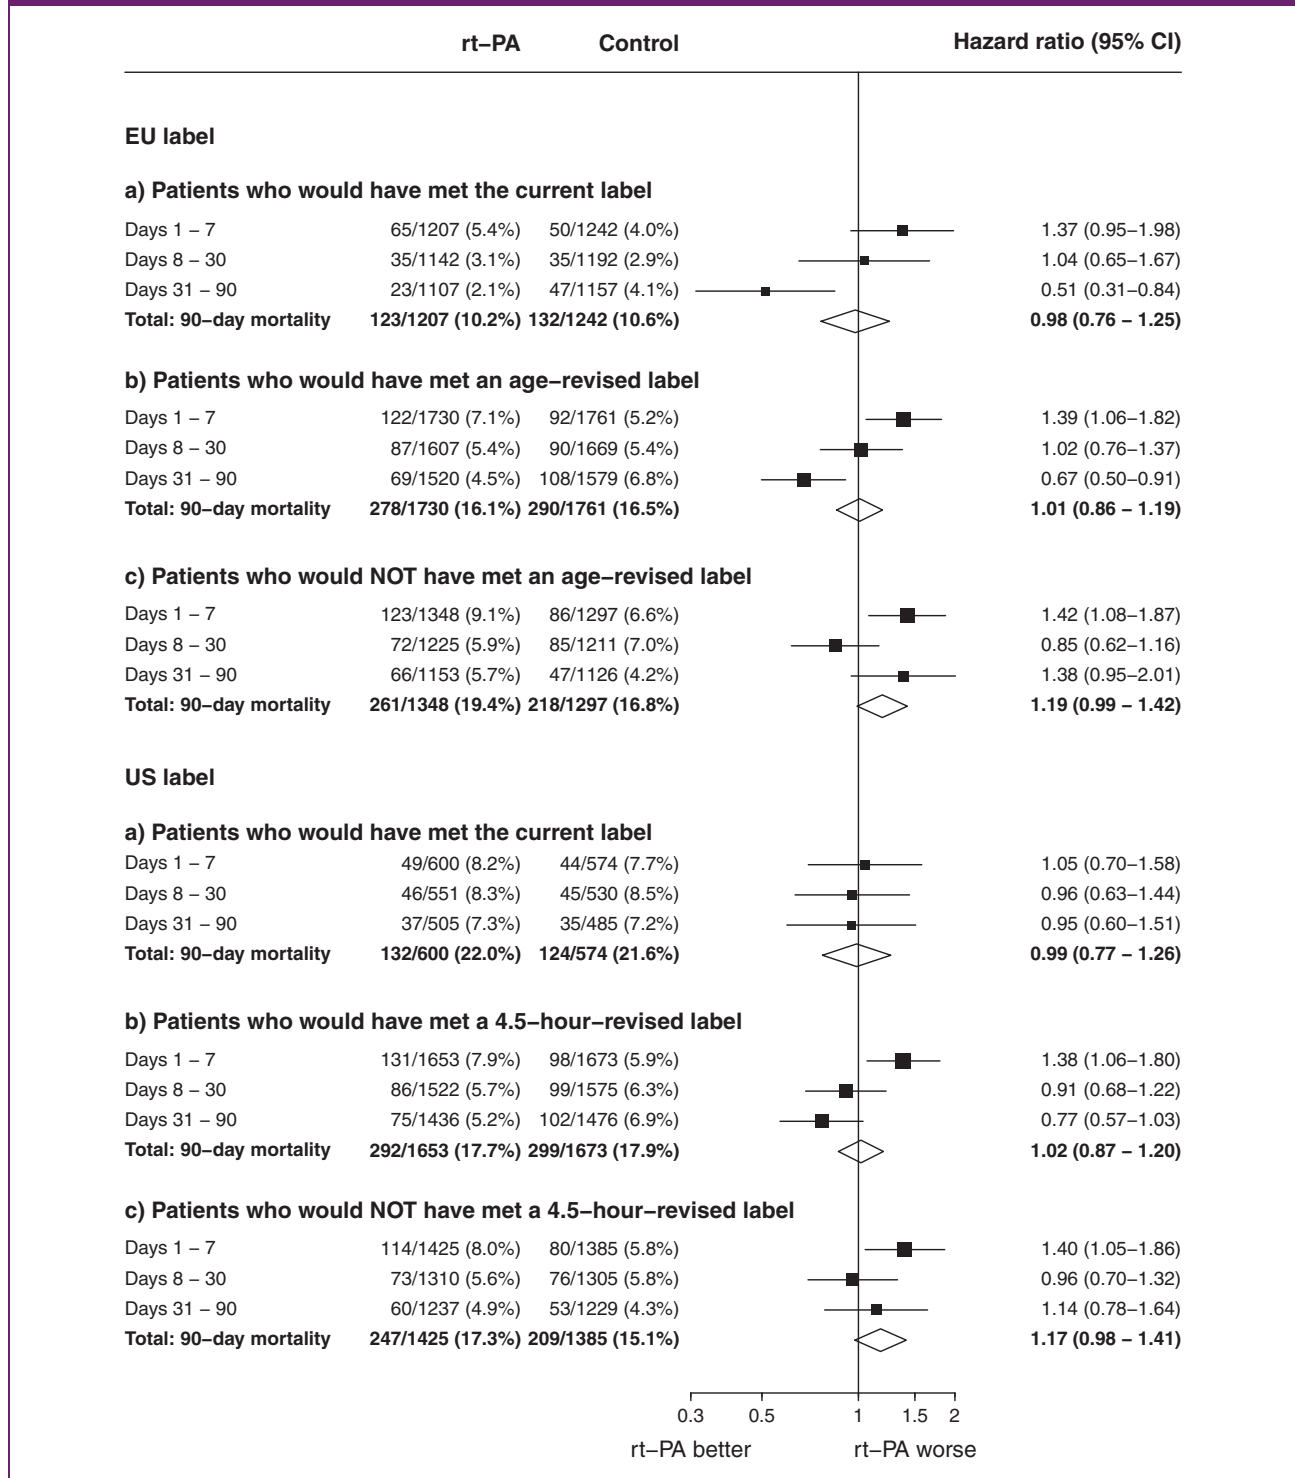 rt−PA Control Hazard ratio (95% CI)
EU label
a) Patients who would have met the current label
Days 1 − 7 65/1207 (5.4%) 50/1242 (4.0%) 1.37 (0.95−1.98)
Days 8 − 30 35/1142 (3.1%) 35/1192 (2.9%) 1.04 (0.65−1.67)
Days 31 − 90 23/1107 (2.1%) 47/1157 (4.1%) 0.51 (0.31−0.84)
Total: 90−day mortality 123/1207 (10.2%) 132/1242 (10.6%) 0.98 (0.76 − 1.25)
b) Patients who would have met an age−revised label
Days 1 − 7 122/1730 (7.1%) 92/1761 (5.2%) 1.39 (1.06−1.82)
Days 8 − 30 87/1607 (5.4%) 90/1669 (5.4%) 1.02 (0.76−1.37)
Days 31 − 90 69/1520 (4.5%) 108/1579 (6.8%) 0.67 (0.50−0.91)
Total: 90−day mortality 278/1730 (16.1%) 290/1761 (16.5%) 1.01 (0.86 − 1.19)
c) Patients who would NOT have met an age−revised label
Days 1 − 7 123/1348 (9.1%) 86/1297 (6.6%) 1.42 (1.08−1.87)
Days 8 − 30 72/1225 (5.9%) 85/1211 (7.0%) 0.85 (0.62−1.16)
Days 31 − 90 66/1153 (5.7%) 47/1126 (4.2%) 1.38 (0.95−2.01)
Total: 90−day mortality 261/1348 (19.4%) 218/1297 (16.8%) 1.19 (0.99 − 1.42)
US label
a) Patients who would have met the current label
Days 1 − 7 49/600 (8.2%) 44/574 (7.7%) 1.05 (0.70−1.58)
Days 8 − 30 46/551 (8.3%) 45/530 (8.5%) 0.96 (0.63−1.44)
Days 31 − 90 37/505 (7.3%) 35/485 (7.2%) 0.95 (0.60−1.51)
Total: 90−day mortality 132/600 (22.0%) 124/574 (21.6%) 0.99 (0.77 − 1.26)
b) Patients who would have met a 4.5−hour−revised label
Days 1 − 7 131/1653 (7.9%) 98/1673 (5.9%) 1.38 (1.06−1.80)
Days 8 − 30 86/1522 (5.7%) 99/1575 (6.3%) 0.91 (0.68−1.22)
Days 31 − 90 75/1436 (5.2%) 102/1476 (6.9%) 0.77 (0.57−1.03)
Total: 90−day mortality 292/1653 (17.7%) 299/1673 (17.9%) 1.02 (0.87 − 1.20)
c) Patients who would NOT have met a 4.5−hour−revised label
Days 1 − 7 114/1425 (8.0%) 80/1385 (5.8%) 1.40 (1.05−1.86)
Days 8 − 30 73/1310 (5.6%) 76/1305 (5.8%) 0.96 (0.70−1.32)
Days 31 − 90 60/1237 (4.9%) 53/1229 (4.3%) 1.14 (0.78−1.64)
Total: 90−day mortality 247/1425 (17.3%) 209/1385 (15.1%) 1.17 (0.98 − 1.41)
0.3 0.5 1 1.5 2
rt−PA better rt−PA worse